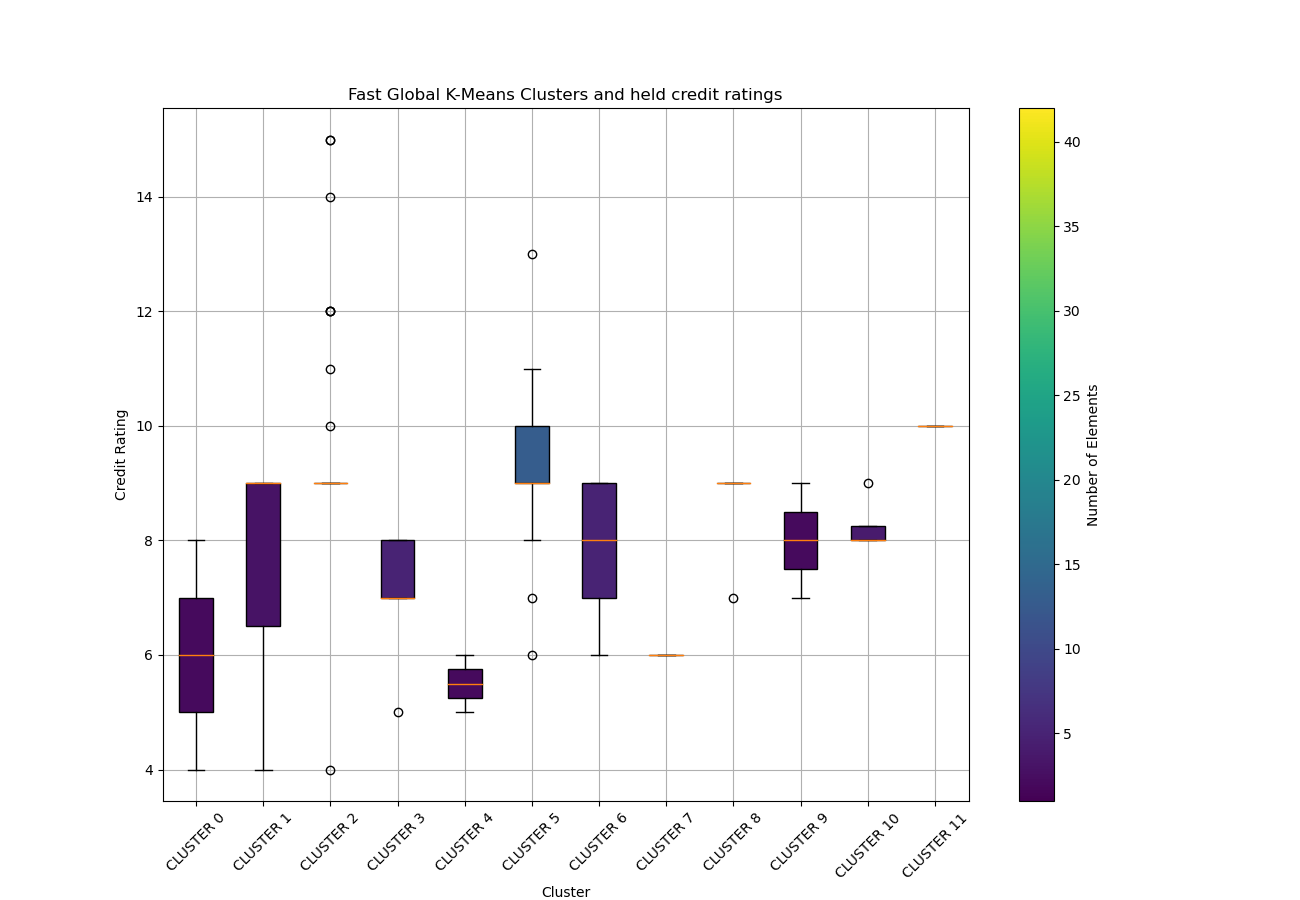 Fast Global K-Means Clusters and held credit ratings
14
12
10
8
6
4
Credit Rating
CLUSTER 0
CLUSTER 1
CLUSTER 2
CLUSTER 3
CLUSTER 4
CLUSTER 5
CLUSTER 6
CLUSTER 7
CLUSTER 8
CLUSTER 9
CLUSTER 10
CLUSTER 11
Cluster
40
35
30
25
20
15
10
5
Number of Elements